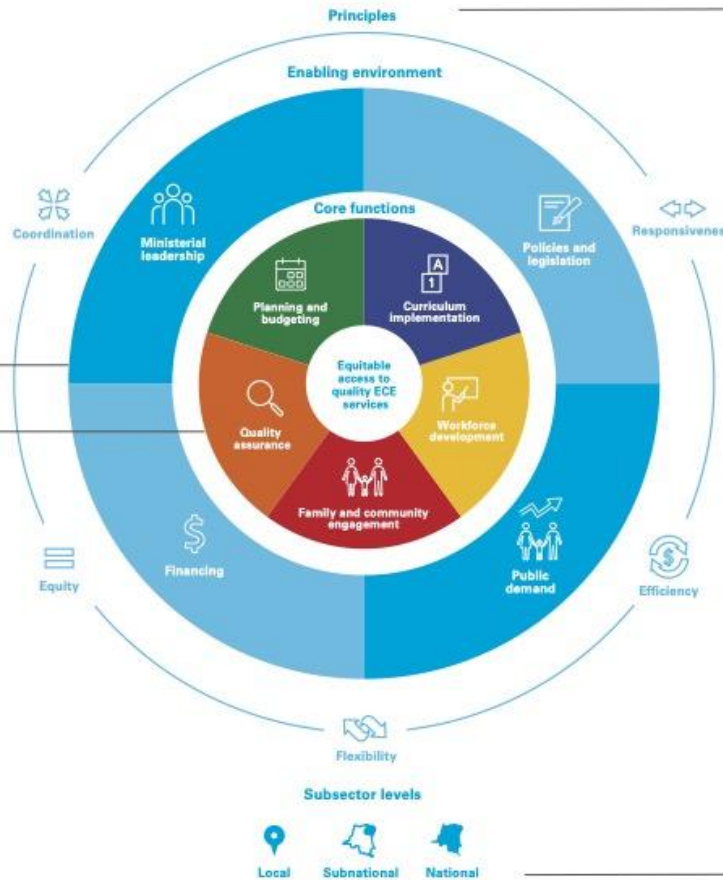 Principles
Enabling environment
Coordination
Ministerial
leadership
Core functions
Policies and
legislation
Responsiveness
Planning and
budgeting
Curriculum
implementation
Equitable
access to
quality ECE
services
Quality
assurance
Workforce
development
Family and community
engagement
Financing
Public
demand
Equity
Efficiency
Flexibility
Subsector levels
Local Subnational National
A
1
$
$